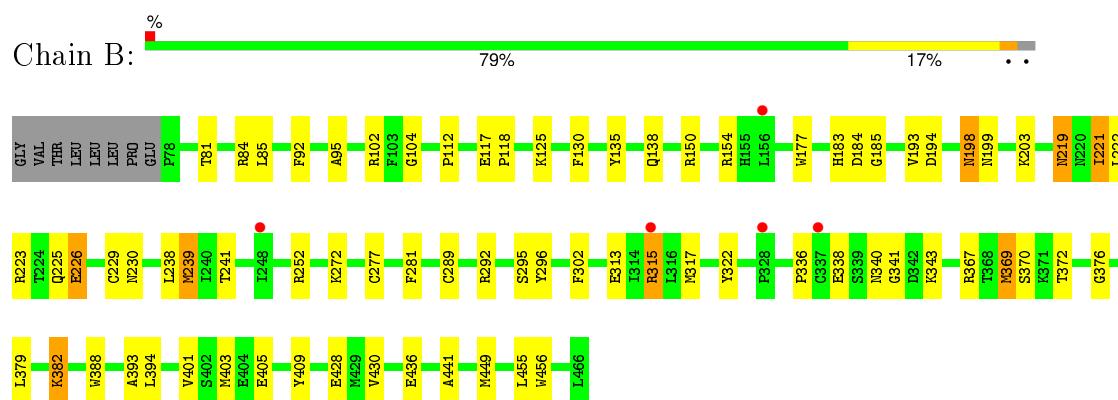 %
Chain B:
79% 17% • •
GLY VAL THR LEU LEU LEU PRO GLU P78 T81 R84 L85 F92 A95 R102 F103 G104 P112 E117 P118 K125 F130 Y135 Q138 R150 R154 H155 L156 W177 H183 D184 G185 V193 D194 N198 N199 K203 N219 N220 I221 L222
R223 T224 Q225 E226 C229 N230 L238 M239 I240 T241 I248 R252 K272 C277 F281 C289 R292 S295 Y296 F302 E313 I314 R315 L316 M317 Y322 P328 P336 C337 E338 S339 N340 G341 D342 K343 R367 T368 M369 S370 K371 T372 G376
L379 K382 W388 A393 L394 V401 S402 M403 E404 E405 Y409 E428 M429 V430 E436 A441 M449 L455 W456 L466